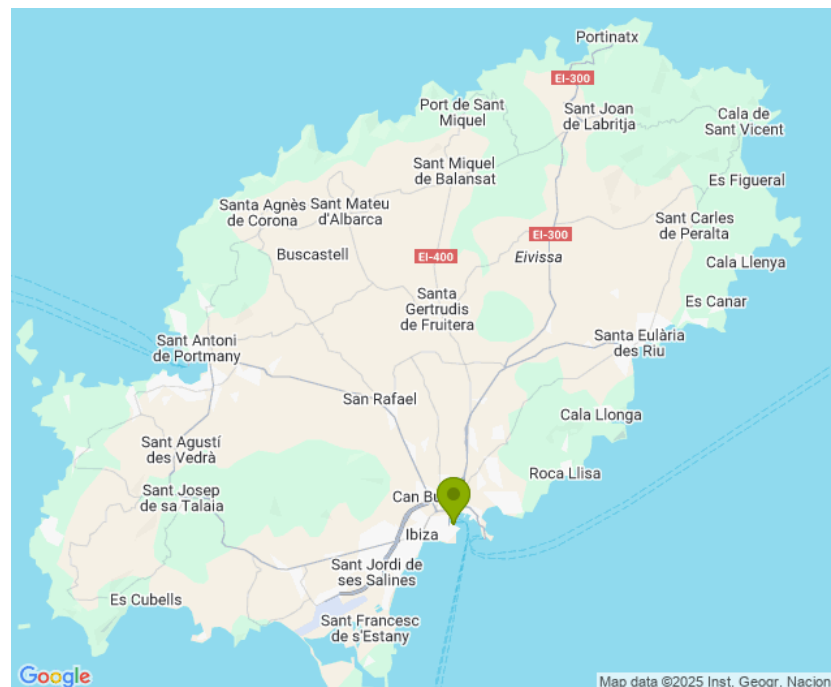 Portinatx
EI-300
Port de Sant
Miquel
Sant Joan
de Labritja
Cala de
Sant Vicent
Sant Miquel
de Balansat
Es Figueral
Santa Agnès
de Corona
Sant Mateu
d'Albarca
Sant Carles
de Peralta
EI-300
Buscastell
EI-400
Eivissa
Cala Llenya
Santa
Gertrudis
de Fruitera
Es Canar
Sant Antoni
de Portmany
Santa Eulària
des Riu
San Rafael
Cala Llonga
Sant Agustí
des Vedrà
Roca Llisa
Sant Josep
de sa Talaia
Can
Ibiza
Sant Jordi de
ses Salines
Es Cubells
Sant Francesc
de s'Estany
Google
Map data ©2025 Inst. Geogr. Nacion